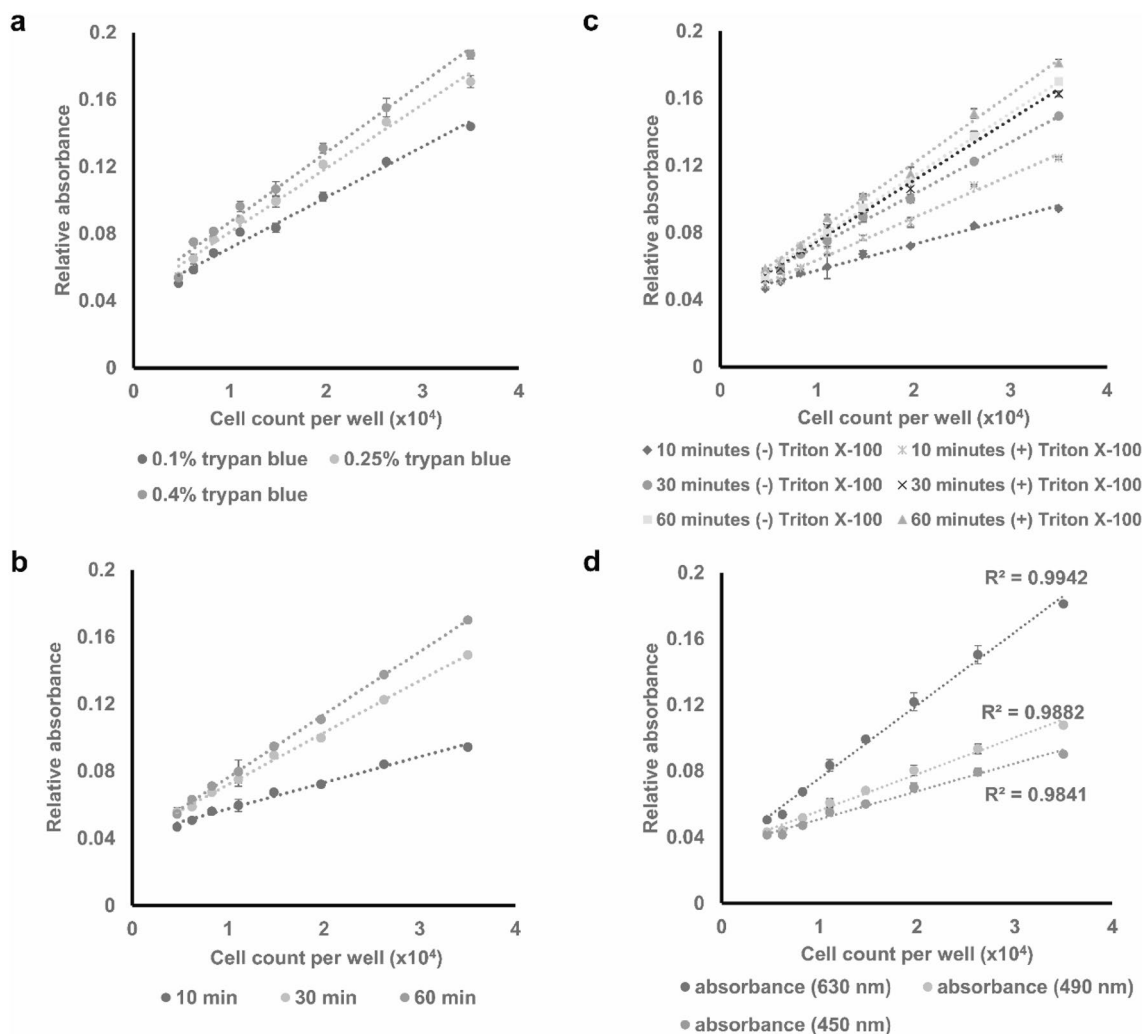 a
0.2
0.16
0.12
0.08
0.04
0
Relative absorbance
0 1 2 3 4
Cell count per well (x10⁴)
0.1% trypan blue 0.25% trypan blue
0.4% trypan blue
c
0.2
0.16
0.12
0.08
0.04
0
Relative absorbance
0 1 2 3 4
Cell count per well (x10⁴)
10 minutes (-) Triton X-100 10 minutes (+) Triton X-100
30 minutes (-) Triton X-100 30 minutes (+) Triton X-100
60 minutes (-) Triton X-100 60 minutes (+) Triton X-100
b
0.2
0.16
0.12
0.08
0.04
0
Relative absorbance
0 1 2 3 4
Cell count per well (x10⁴)
10 min 30 min 60 min
d
0.2
0.16
0.12
0.08
0.04
0
Relative absorbance
R² = 0.9942
R² = 0.9882
R² = 0.9841
0 1 2 3 4
Cell count per well (x10⁴)
absorbance (630 nm) absorbance (490 nm)
absorbance (450 nm)